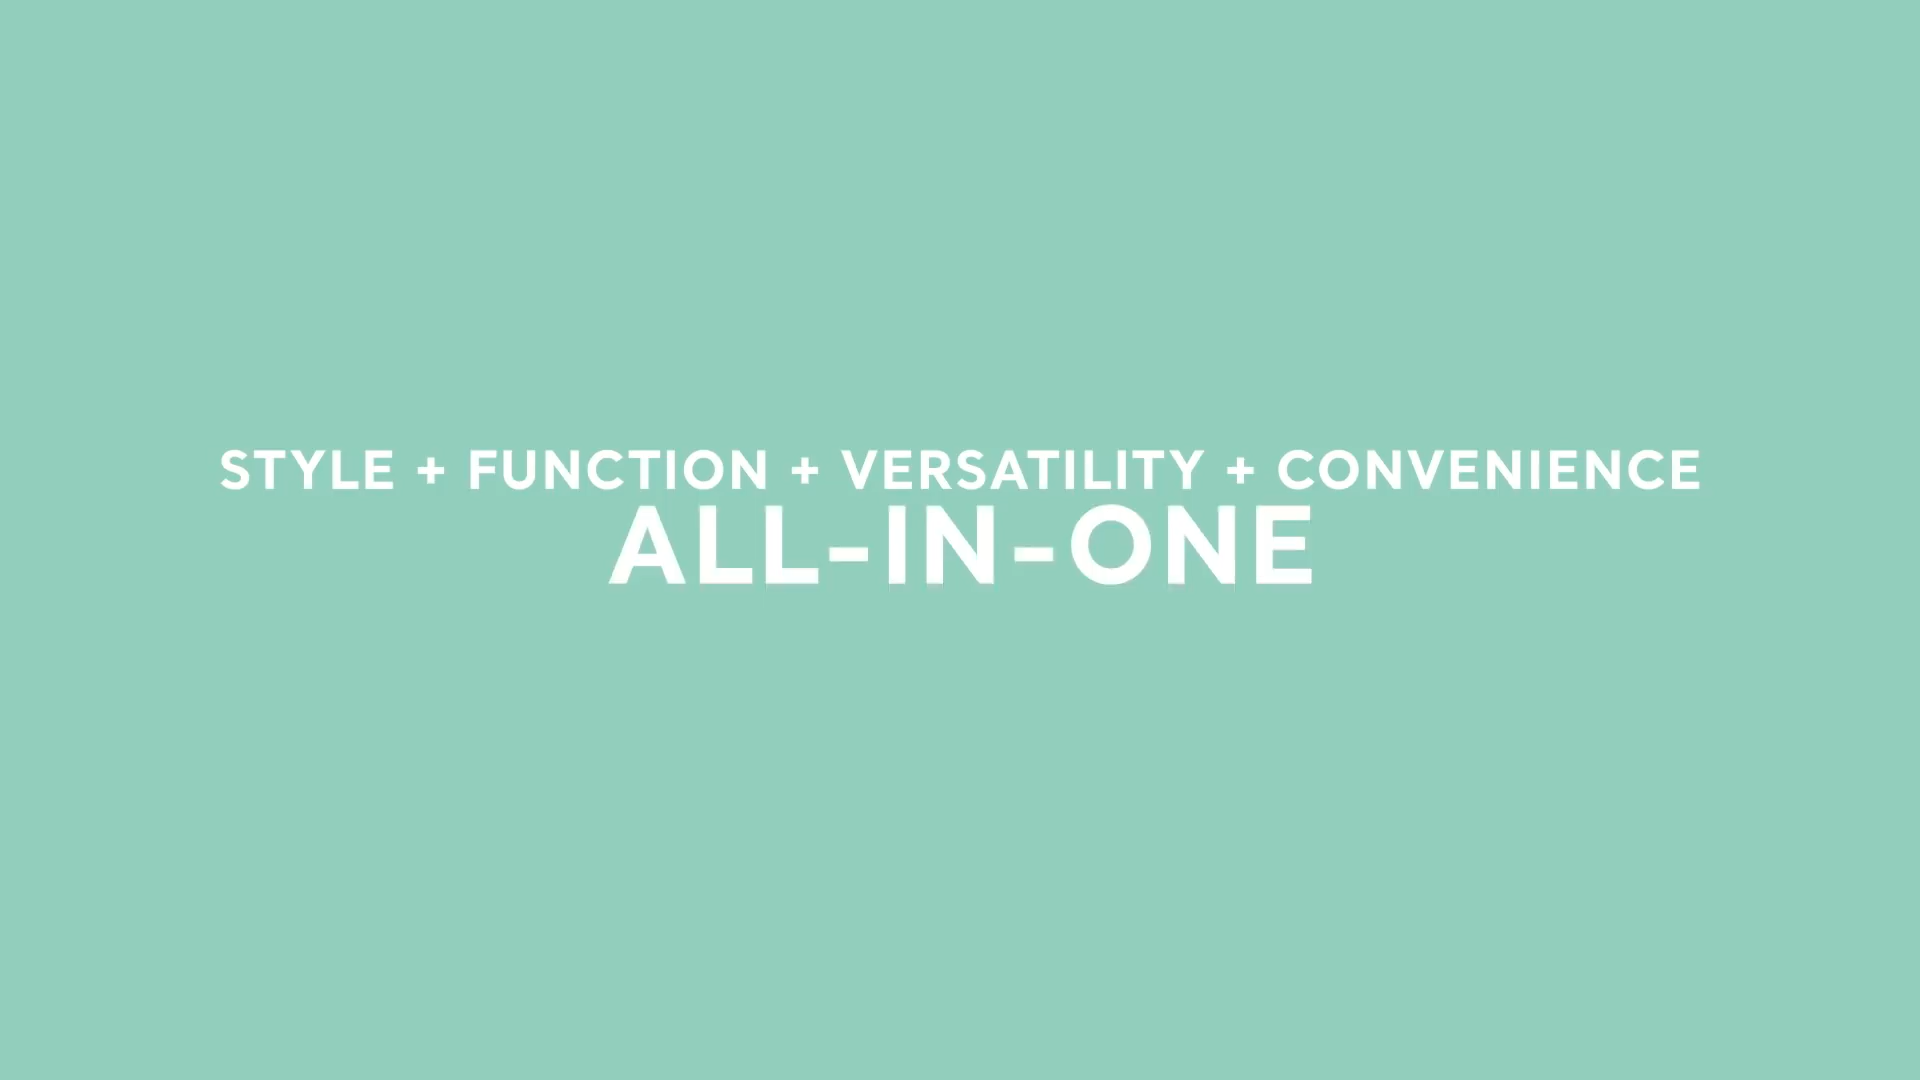 STYLE + FUNCTION + VERSATILITY + CONVENIENCE
ALL-IN-ONE